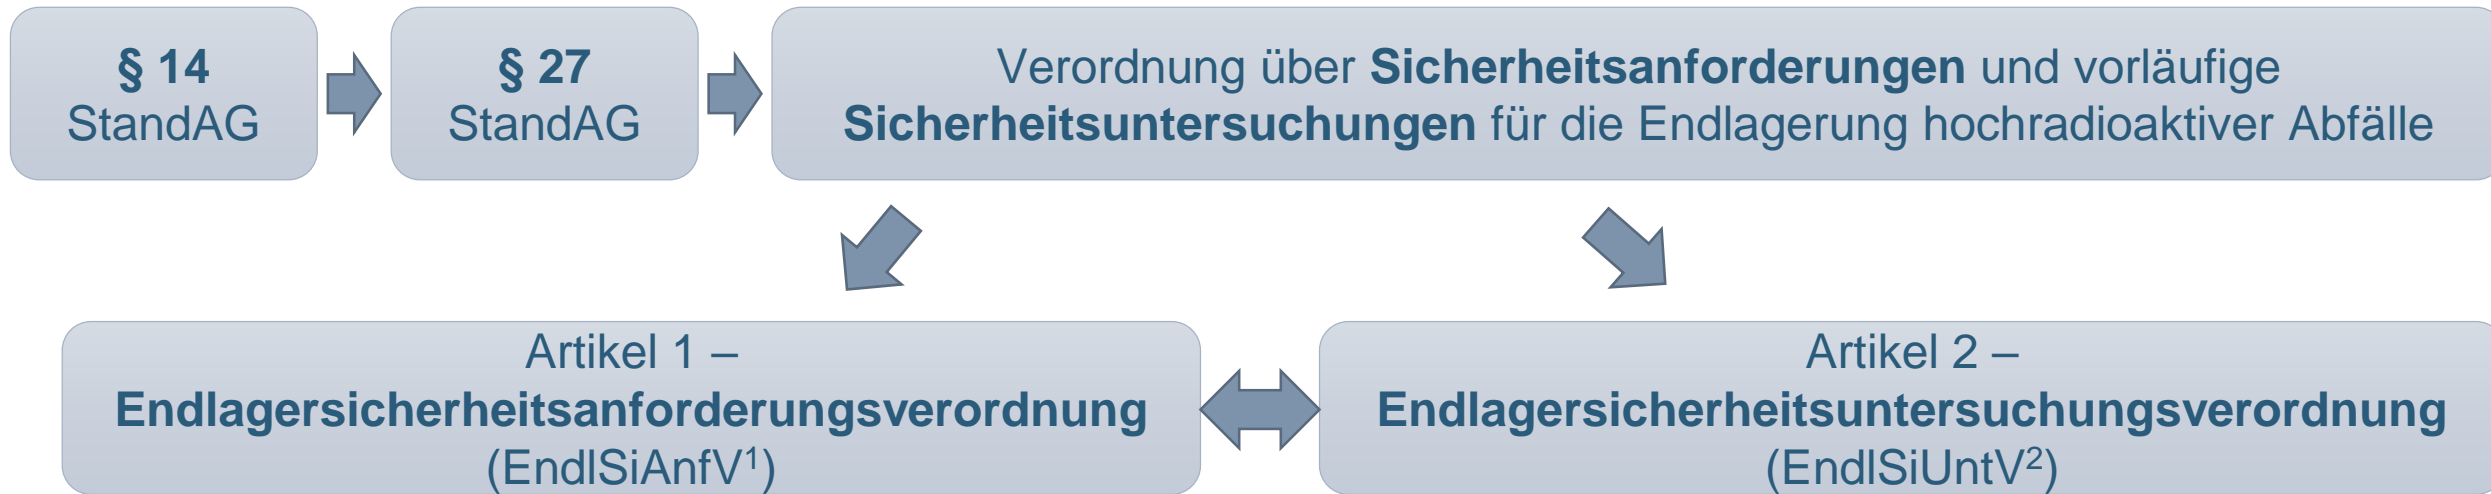 § 14
StandAG
§ 27
StandAG
Verordnung über Sicherheitsanforderungen und vorläufige
Sicherheitsuntersuchungen für die Endlagerung hochradioaktiver Abfälle
Artikel 1 –
Endlagersicherheitsanforderungsverordnung
(EndlSiAnfV¹)
Artikel 2 –
Endlagersicherheitsuntersuchungsverordnung
(EndlSiUntV²)